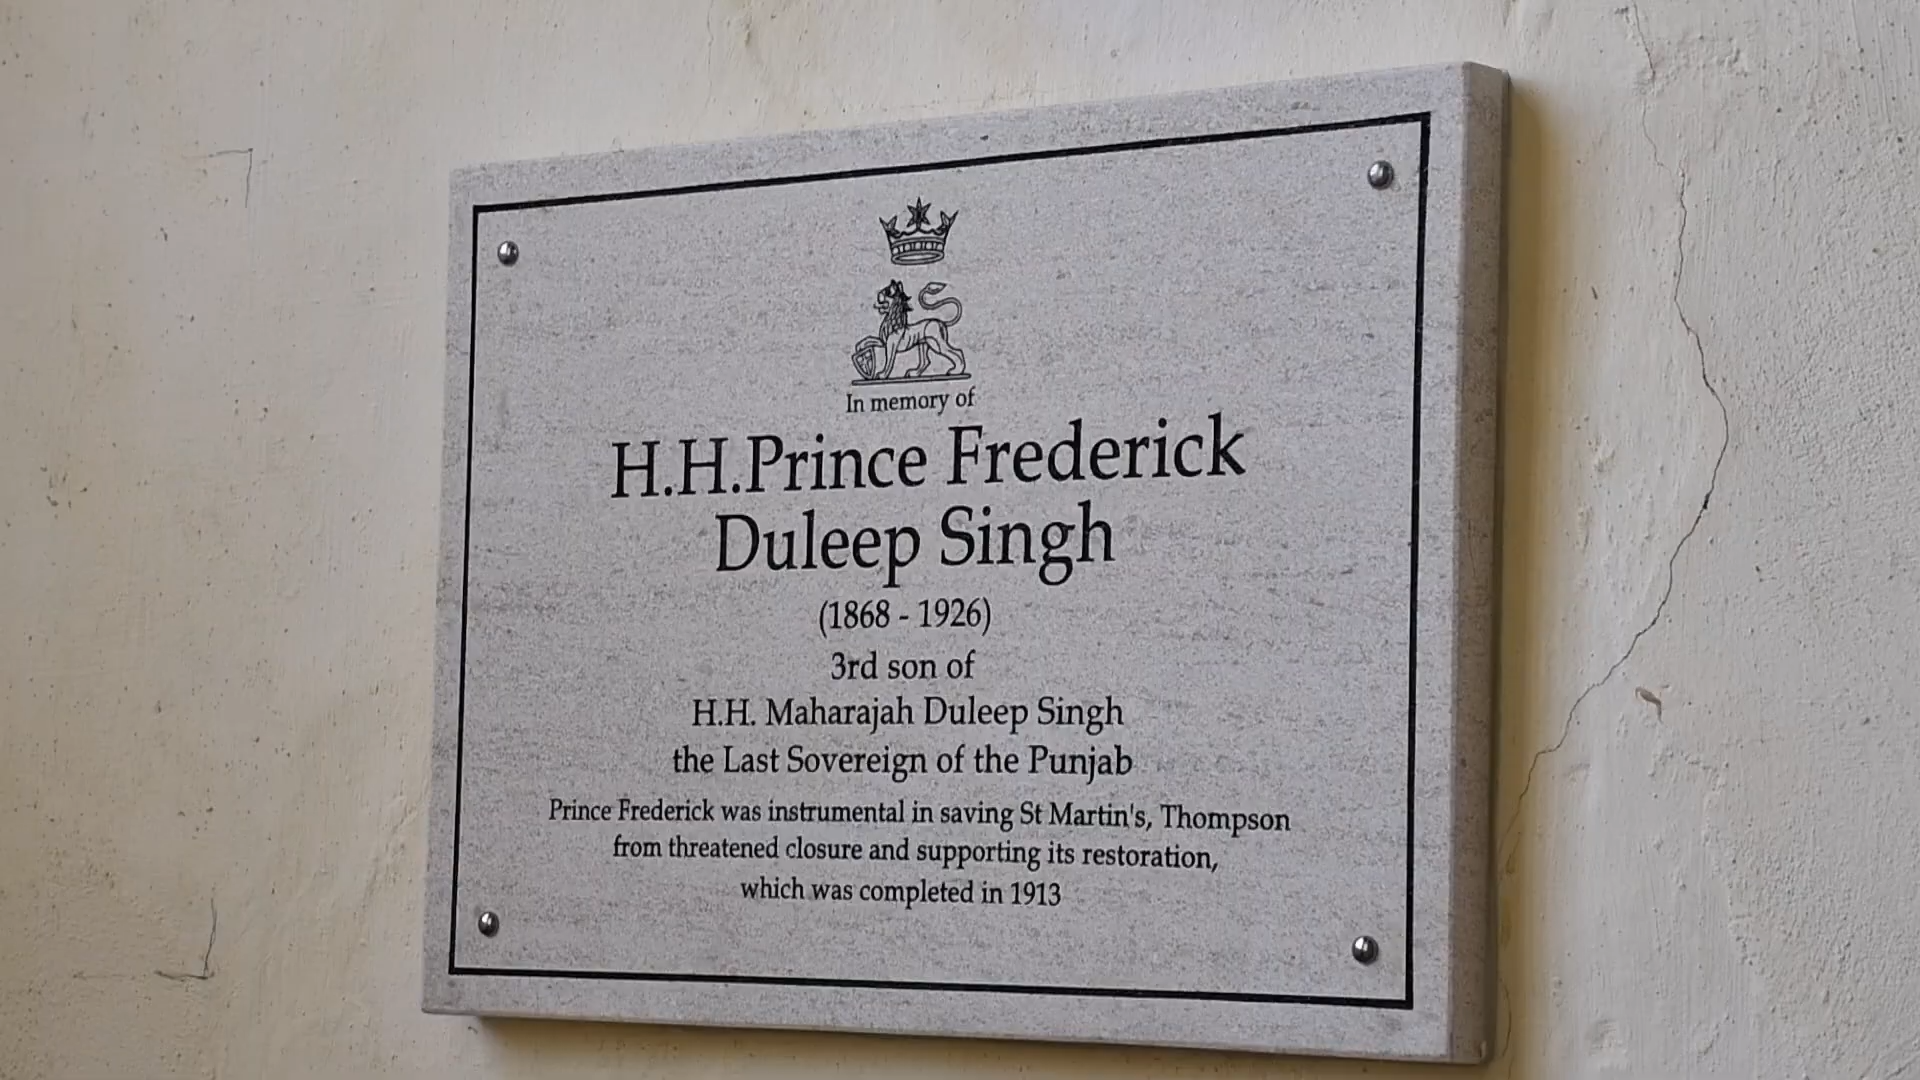 In memory of
H.H.Prince Frederick
Duleep Singh
(1868 - 1926)
3rd son of
H.H. Maharajah Duleep Singh
the Last Sovereign of the Punjab
Prince Frederick was instrumental in saving St Martin's, Thompson
from threatened closure and supporting its restoration,
which was completed in 1913